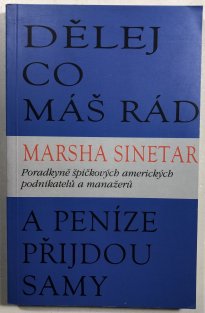 DĚLEJ
CO
MÁŠ RÁD
MARSHA SINETAR
Poradkyně špičkových amerických
podnikatelů a manažerů
A PENÍZE
PŘIJDOU
SAMY